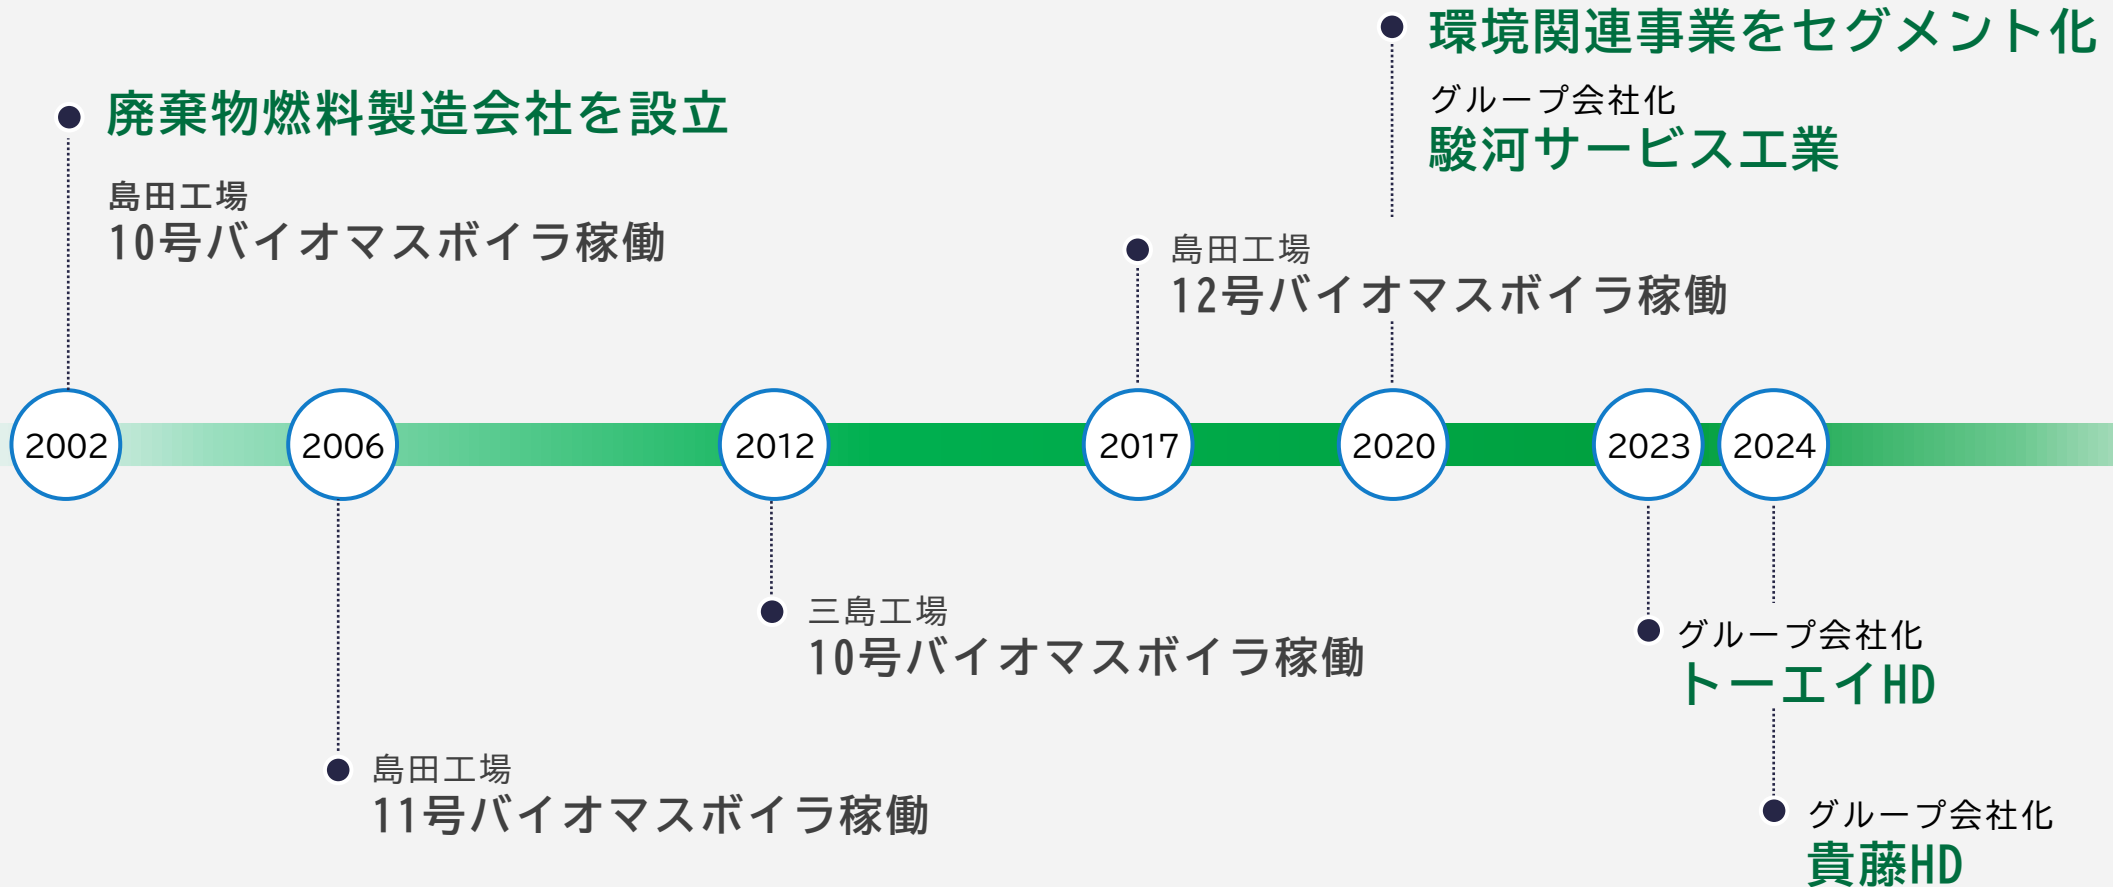 環境関連事業をセグメント化
グループ会社化
駿河サービス工業
廃棄物燃料製造会社を設立
島田工場
10号バイオマスボイラ稼働
島田工場
12号バイオマスボイラ稼働
2002
2006
2012
2017
2020
2023
2024
三島工場
10号バイオマスボイラ稼働
グループ会社化
トーエイHD
島田工場
11号バイオマスボイラ稼働
グループ会社化
貴藤HD